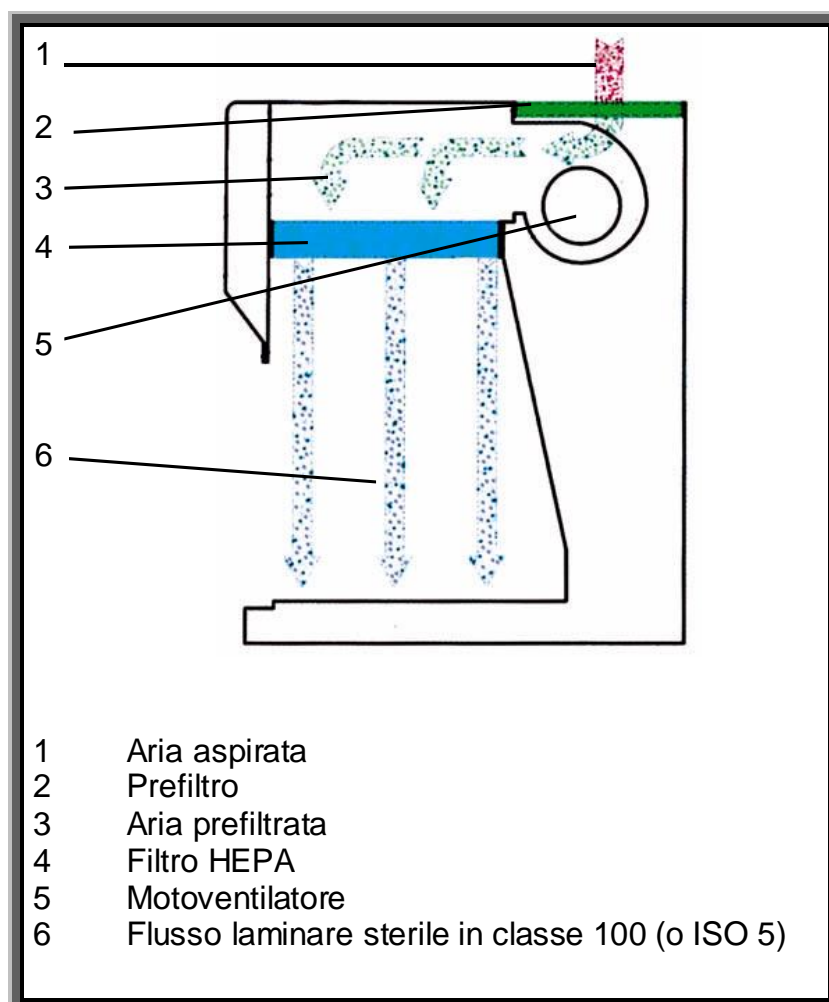 1
2
3
4
5
6
1 Aria aspirata
2 Prefiltro
3 Aria prefiltrata
4 Filtro HEPA
5 Motoventilatore
6 Flusso laminare sterile in classe 100 (o ISO 5)